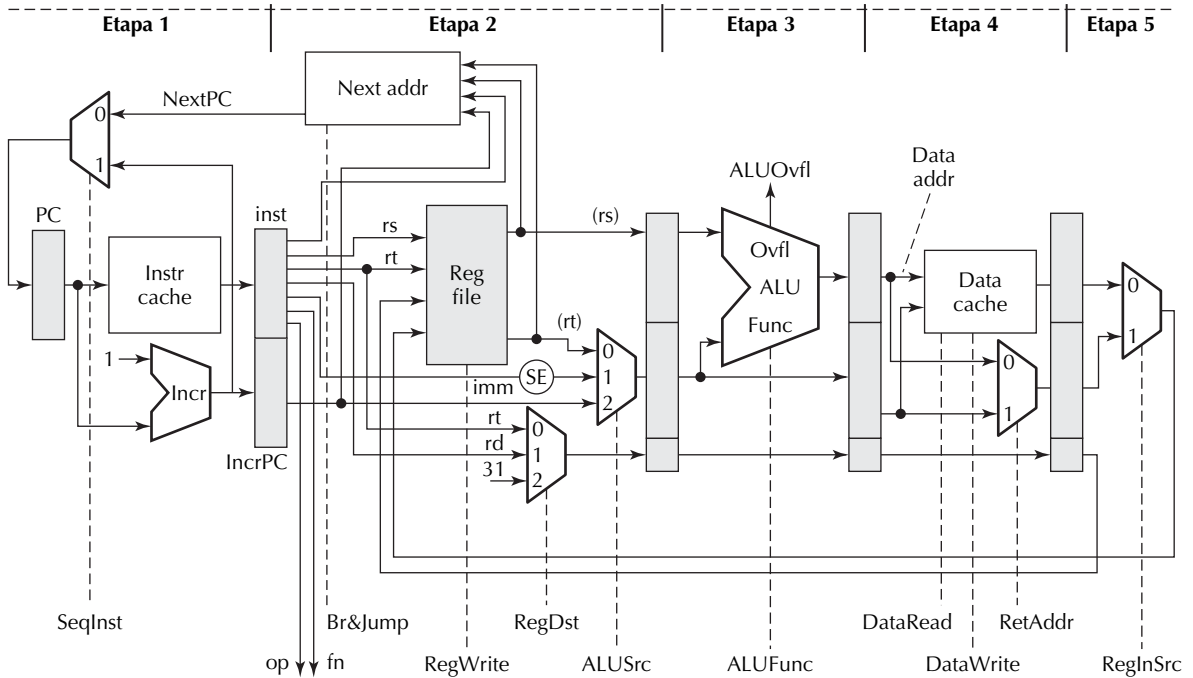 Etapa 1
Etapa 2
Etapa 3
Etapa 4
Etapa 5
NextPC
Next addr
0
1
Data
addr
ALUOvfl
PC
inst
rs
(rs)
rt
Instr
cache
Reg
file
Ovfl
ALU
Func
Data
cache
0
1
(rt)
0
1
2
SE
imm
1
Incr
0
1
rt
rd
31
0
1
2
IncrPC
SeqInst
Br&Jump
RegDst
DataRead
RetAddr
op
fn
RegWrite
ALUSrc
ALUFunc
DataWrite
RegInSrc